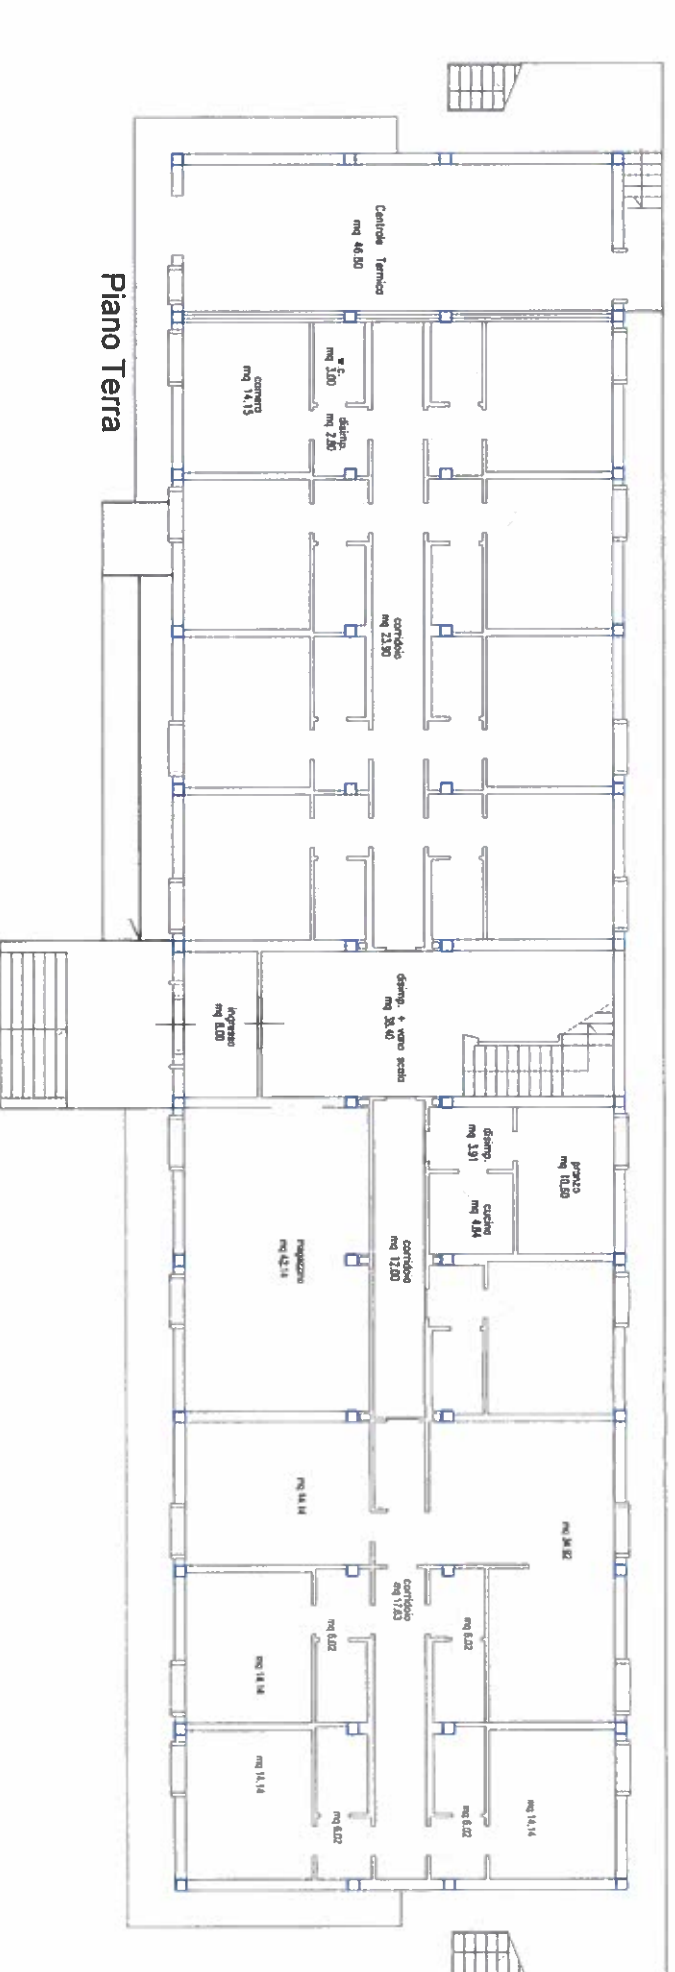 Piano Terra
Centrale Termica
mq 46.50
camera
mq 14.15
w.c.
mq 3.00
disimp.
mq 2.80
corridoio
mq 23.90
ingresso
mq 8.00
disimp. + vano scala
mq 38.40
disimp.
mq 3.91
cucina
mq 4.84
pranzo
mq 10.50
corridoio
mq 12.00
magazzino
mq 42.14
mq 14.14
mq
corridoio
mq 17.63
mq 6.02
mq 6.02
mq 14.14
mq 14.14
mq 6.02
mq 6.02
mq 14.14